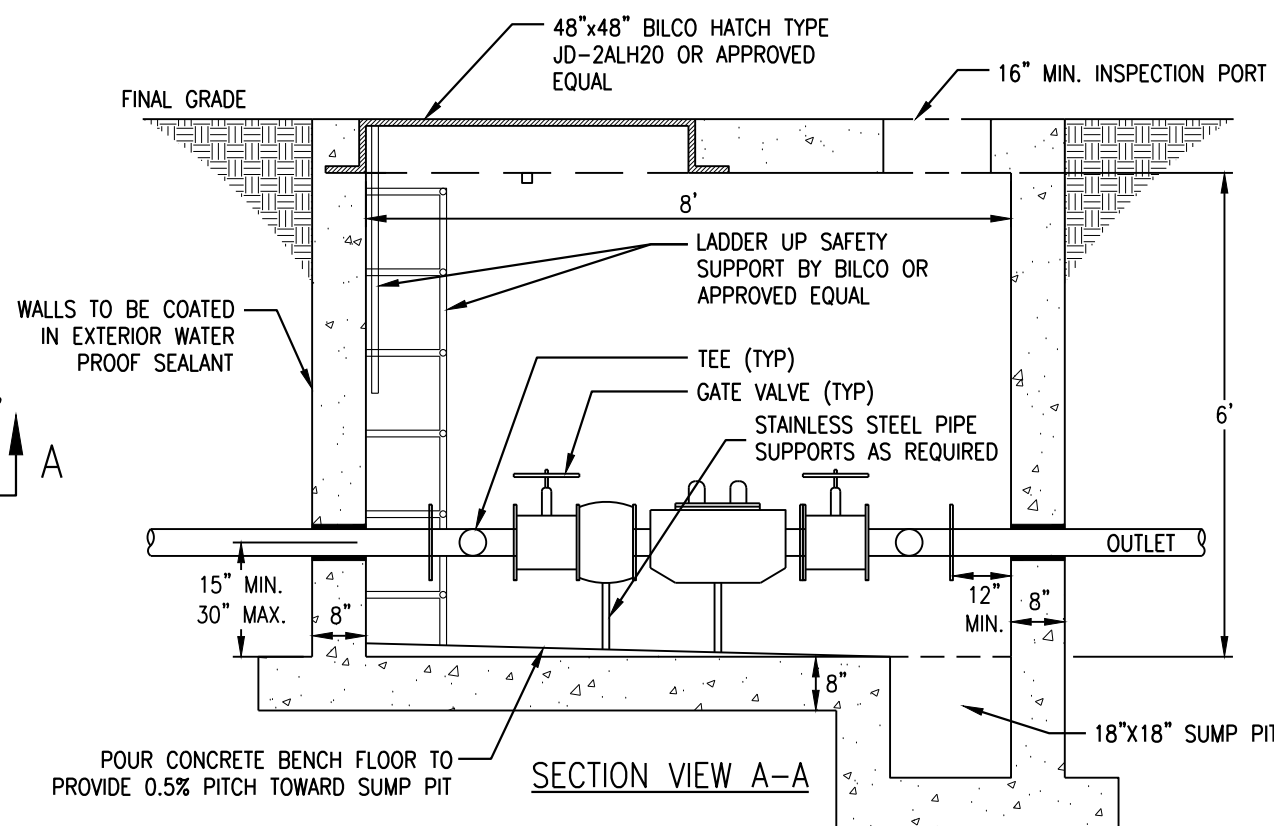 48"x48" BILCO HATCH TYPE
JD-2ALH20 OR APPROVED
EQUAL
16" MIN. INSPECTION PORT
FINAL GRADE
8'
LADDER UP SAFETY
SUPPORT BY BILCO OR
APPROVED EQUAL
WALLS TO BE COATED
IN EXTERIOR WATER
PROOF SEALANT
TEE (TYP)
GATE VALVE (TYP)
STAINLESS STEEL PIPE
SUPPORTS AS REQUIRED
6'
A
OUTLET
15" MIN.
30" MAX.
8"
12"
MIN.
8"
8"
18"X18" SUMP PIT
POUR CONCRETE BENCH FLOOR TO
PROVIDE 0.5% PITCH TOWARD SUMP PIT
SECTION VIEW A-A